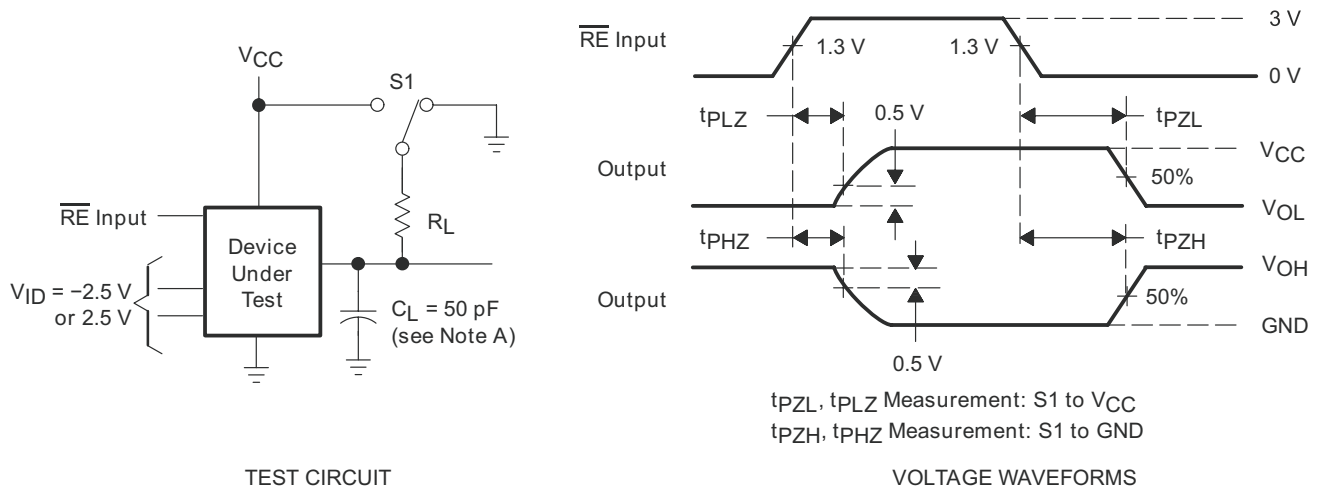 VCC
S1
RE Input
RL
Device
Under
Test
VID = −2.5 V
or 2.5 V
CL = 50 pF
(see Note A)
TEST CIRCUIT
RE Input
3 V
1.3 V
1.3 V
0 V
tPLZ
0.5 V
tPZL
Output
VCC
50%
VOL
tPHZ
tPZH
VOH
Output
50%
GND
0.5 V
tPZL, tPLZ Measurement: S1 to VCC
tPZH, tPHZ Measurement: S1 to GND
VOLTAGE WAVEFORMS